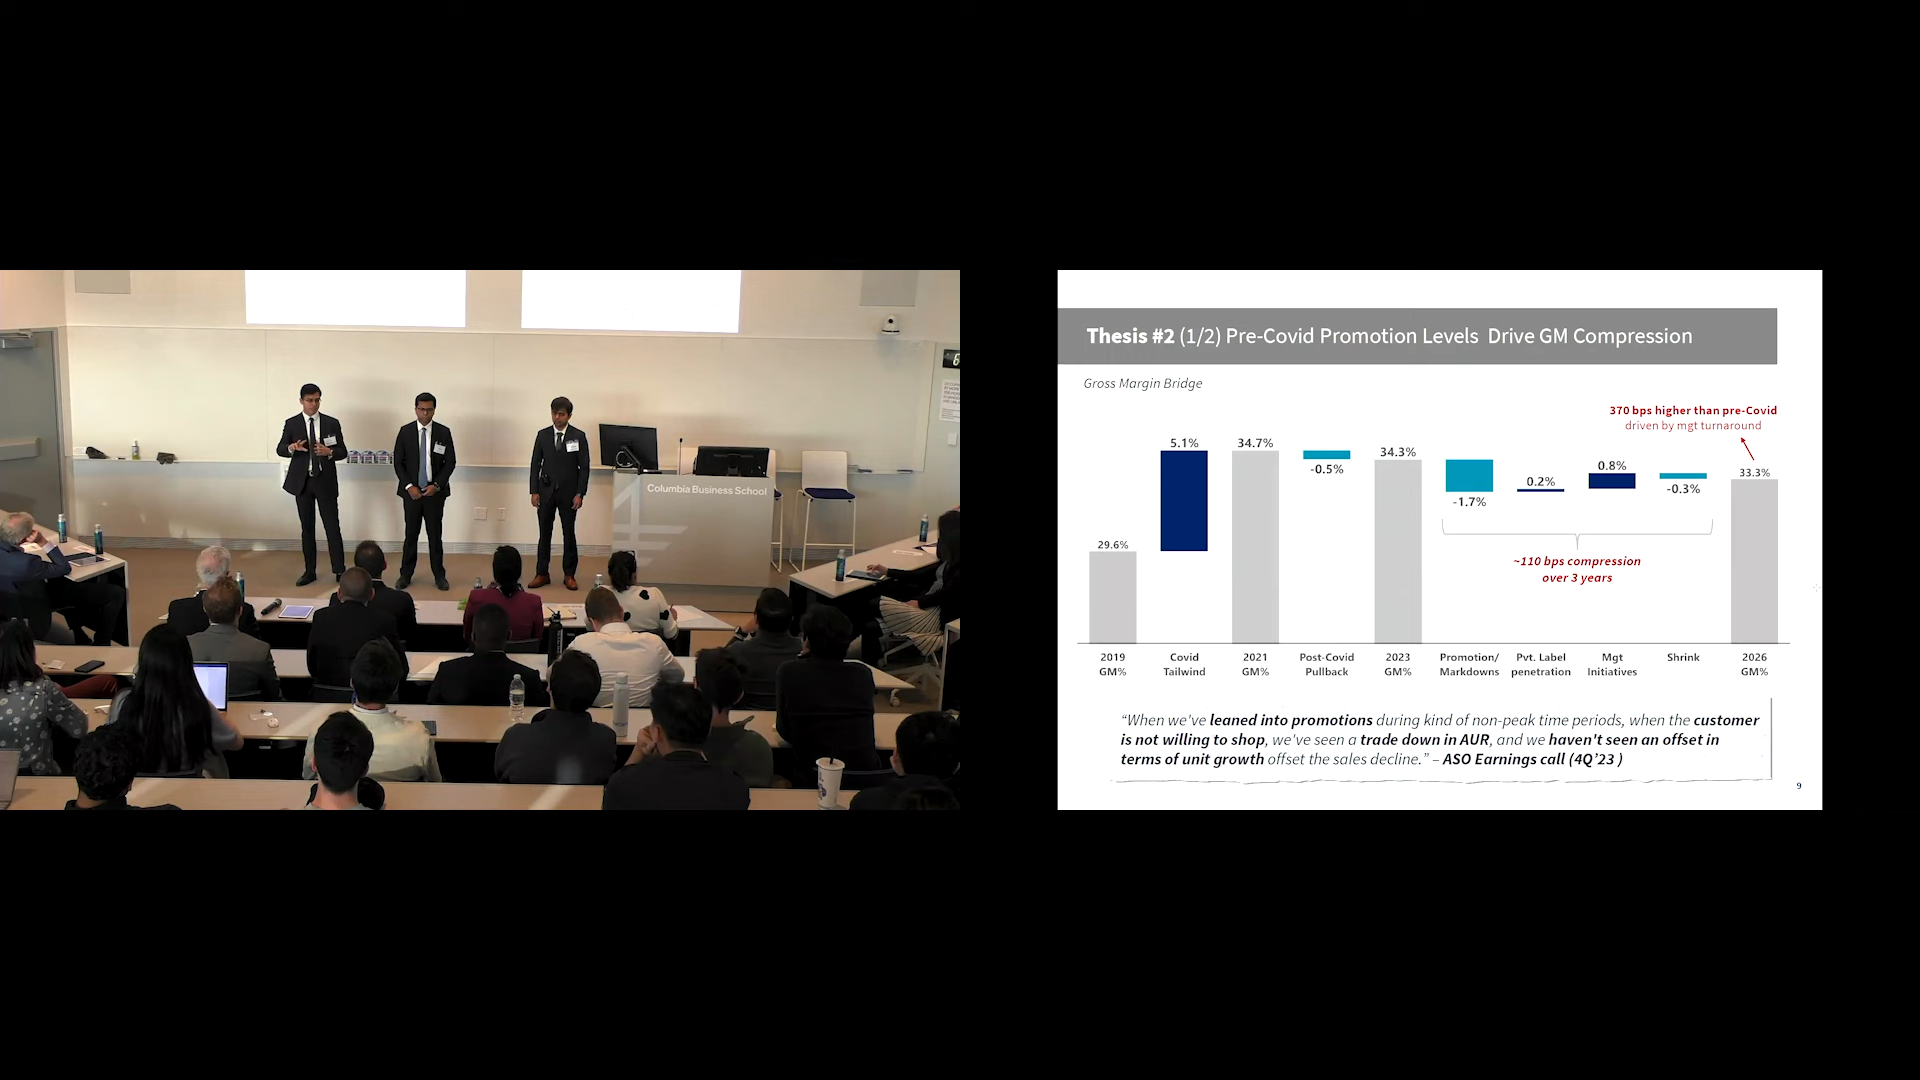 Columbia Business School
Thesis #2 (1/2) Pre-Covid Promotion Levels Drive GM Compression
Gross Margin Bridge
370 bps higher than pre-Covid
driven by mgt turnaround
29.6%
5.1%
34.7%
-0.5%
34.3%
-1.7%
0.2%
0.8%
-0.3%
33.3%
~110 bps compression
over 3 years
2019 GM%
Covid Tailwind
2021 GM%
Post-Covid Pullback
2023 GM%
Promotion/ Markdowns
Pvt. Label penetration
Mgt Initiatives
Shrink
2026 GM%
“When we've leaned into promotions during kind of non-peak time periods, when the customer
is not willing to shop, we've seen a trade down in AUR, and we haven't seen an offset in
terms of unit growth offset the sales decline.” – ASO Earnings call (4Q’23 )
9